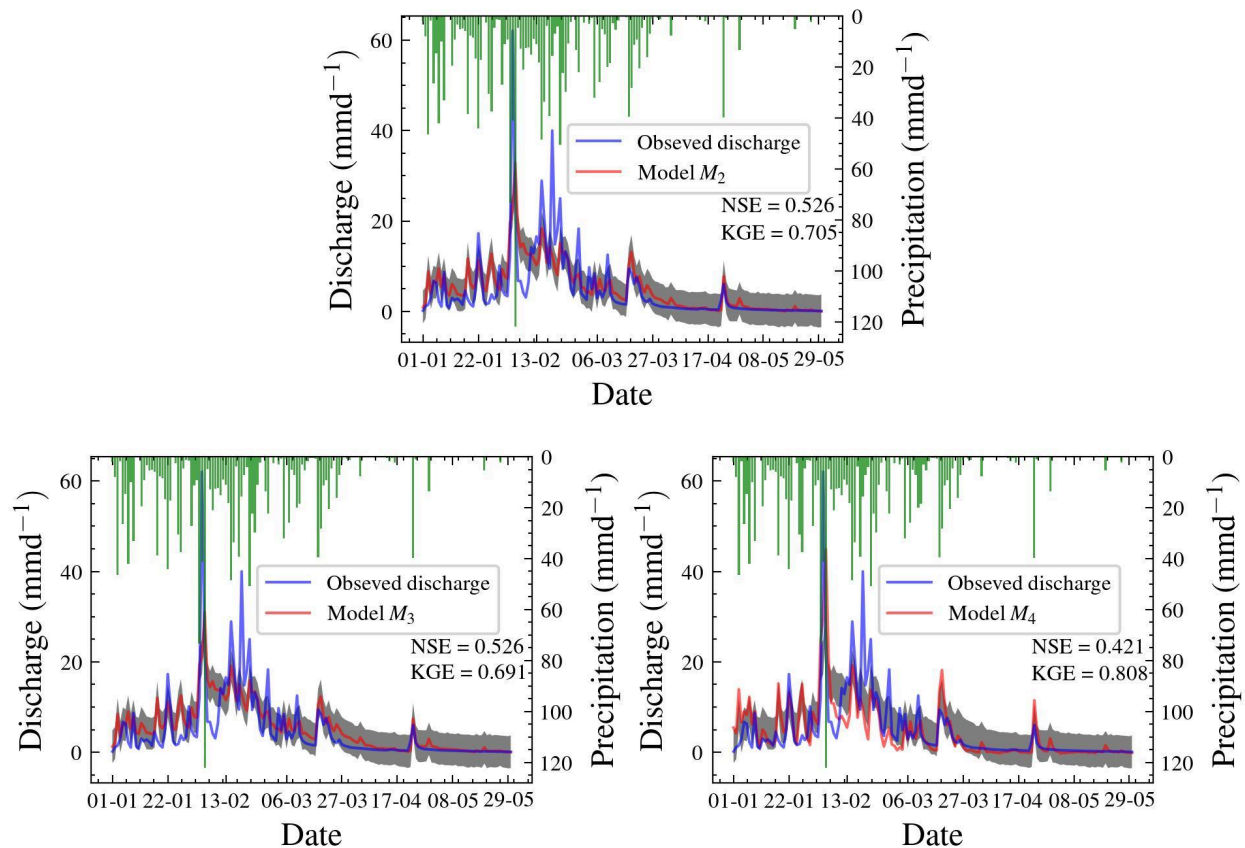 Discharge (mmd⁻¹)
60
40
20
0
Obseved discharge
Model M₂
NSE = 0.526
KGE = 0.705
0
20
40
60
80
100
120
Precipitation (mmd⁻¹)
01-01 22-01 13-02 06-03 27-03 17-04 08-05 29-05
Date
Discharge (mmd⁻¹)
60
40
20
0
Obseved discharge
Model M₃
NSE = 0.526
KGE = 0.691
0
20
40
60
80
100
120
Precipitation (mmd⁻¹)
01-01 22-01 13-02 06-03 27-03 17-04 08-05 29-05
Date
Discharge (mmd⁻¹)
60
40
20
0
Obseved discharge
Model M₄
NSE = 0.421
KGE = 0.808
0
20
40
60
80
100
120
Precipitation (mmd⁻¹)
01-01 22-01 13-02 06-03 27-03 17-04 08-05 29-05
Date